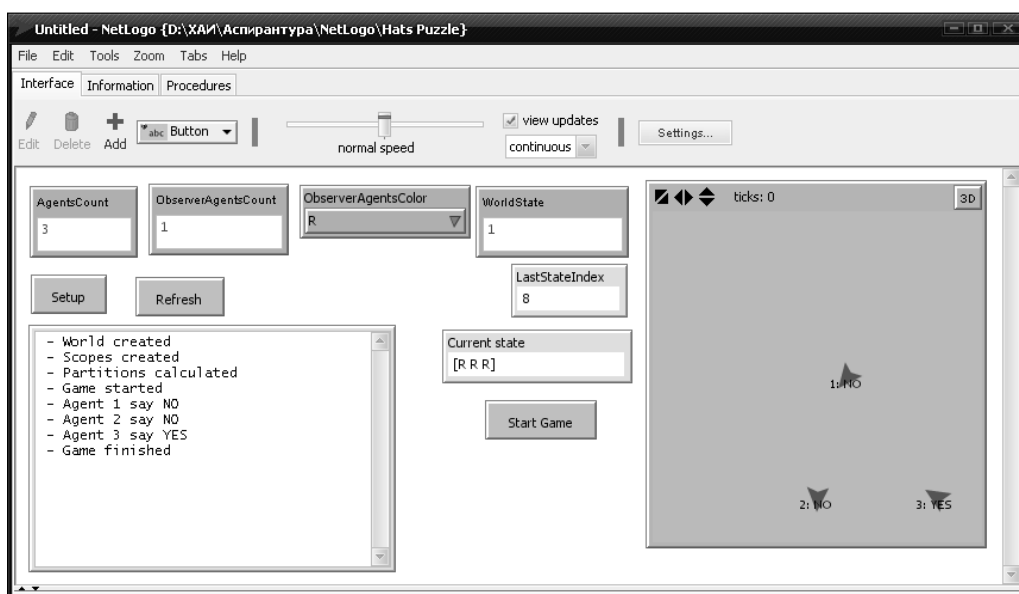 Untitled - NetLogo {D:\ХАИ\Аспирантура\NetLogo\Hats Puzzle}
File Edit Tools Zoom Tabs Help
Interface Information Procedures
Edit Delete Add abc Button normal speed view updates continuous Settings...
AgentsCount ObserverAgentsCount ObserverAgentsColor WorldState
3 1 R 1
ticks: 0 3D
LastStateIndex
8
Setup Refresh
Current state
[R R R]
Start Game
- World created
- Scopes created
- Partitions calculated
- Game started
- Agent 1 say NO
- Agent 2 say NO
- Agent 3 say YES
- Game finished
1: NO
2: NO 3: YES